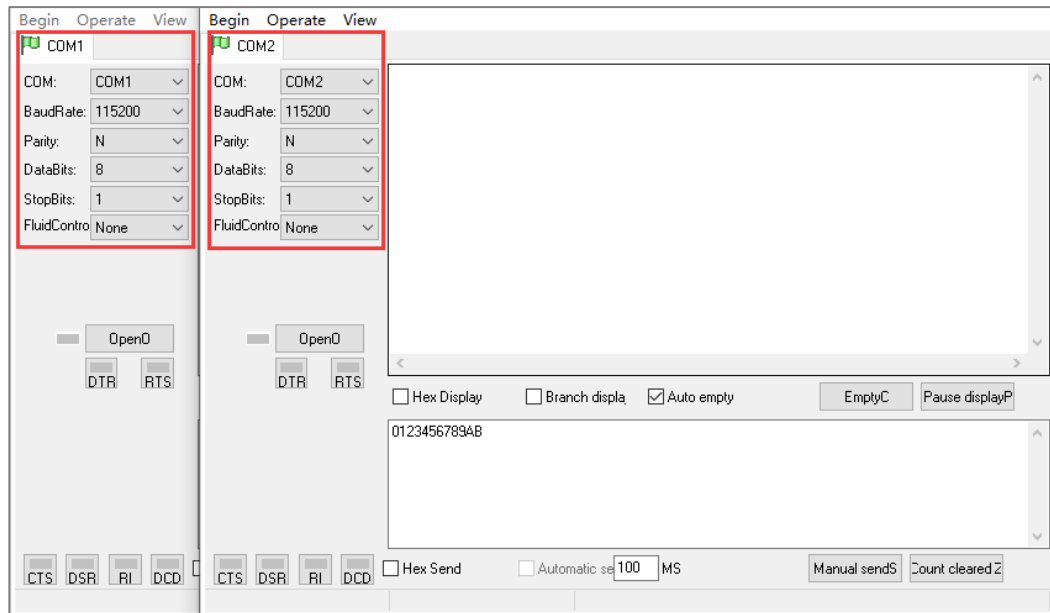 Begin Operate View
COM1
COM: COM1
BaudRate: 115200
Parity: N
DataBits: 8
StopBits: 1
FluidContro None
OpenO
DTR RTS
CTS DSR RI DCD
Begin Operate View
COM2
COM: COM2
BaudRate: 115200
Parity: N
DataBits: 8
StopBits: 1
FluidContro None
OpenO
DTR RTS
CTS DSR RI DCD
Hex Display Branch displa Auto empty EmptyC Pause displayP
0123456789AB
Hex Send Automatic se 100 MS Manual sendS Count cleared Z